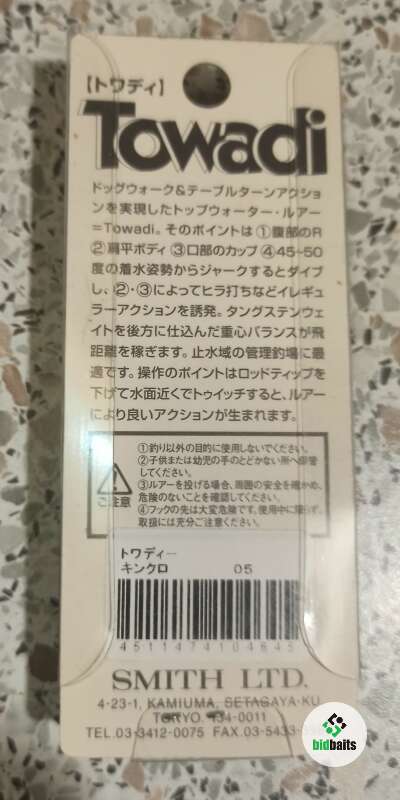 【トワディ】
Towadi
ドッグウォーク&テーブルターンアクショ
ンを実現したトップウォーター・ルアー
=Towadi。そのポイントは①腹部のR
②扁平ボディ ③口部のカップ ④45~50
度の着水姿勢からジャークするとダイブ
し、②・③によってヒラ打ちなどイレギュ
ラーアクションを誘発。タングステンウェ
イトを後方に仕込んだ重心バランスが飛
距離を稼ぎます。止水域の管理釣場に最
適です。操作のポイントはロッドティップを
下げて水面近くでトゥイッチすると、ルアー
により良いアクションが生まれます。
ご注意
①釣り以外の目的に使用しないでください。
②子供または幼児の手のとどかない所へ保管
してください。
③ルアーを投げる場合、周囲の安全を確かめ、
危険のないことを確認してください。
④フックの先は大変危険です。使用中に限らず、
取扱には充分ご注意ください。
トワディー
キンクロ 05
4511474104645
SMITH LTD.
4-23-1, KAMIUMA, SETAGAYA-KU
TOKYO. 154-0011
TEL.03-3412-0075 FAX.03-5433-
bidbaits